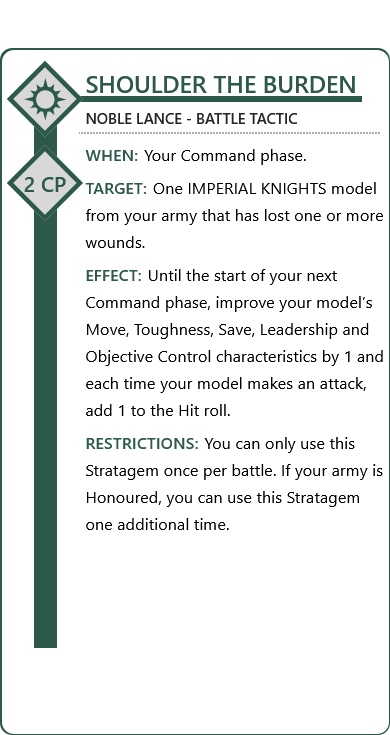 SHOULDER THE BURDEN
NOBLE LANCE - BATTLE TACTIC
WHEN: Your Command phase.
2 CP
TARGET: One IMPERIAL KNIGHTS model
from your army that has lost one or more
wounds.
EFFECT: Until the start of your next
Command phase, improve your model's
Move, Toughness, Save, Leadership and
Objective Control characteristics by 1 and
each time your model makes an attack,
add 1 to the Hit roll.
RESTRICTIONS: You can only use this
Stratagem once per battle. If your army is
Honoured, you can use this Stratagem
one additional time.